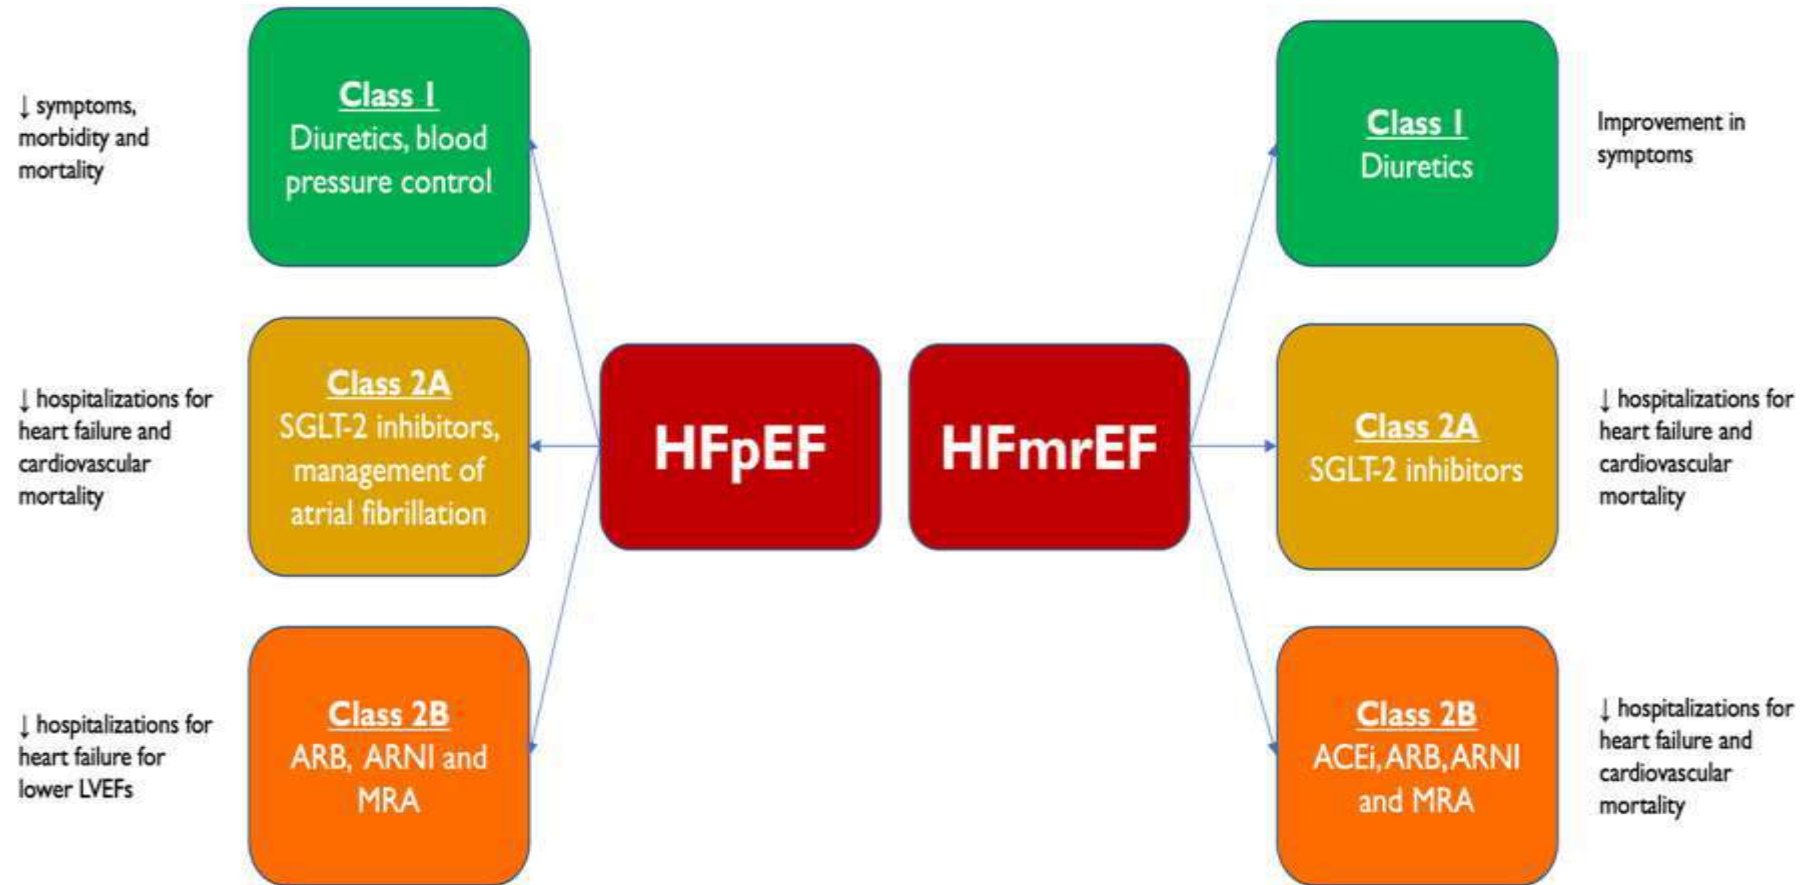 ↓ symptoms,
morbidity and
mortality
Class I
Diuretics, blood
pressure control
↓ hospitalizations for
heart failure and
cardiovascular
mortality
Class 2A
SGLT-2 inhibitors,
management of
atrial fibrillation
↓ hospitalizations for
heart failure for
lower LVEFs
Class 2B
ARB, ARNI and
MRA
HFpEF
HFmrEF
Class I
Diuretics
Improvement in
symptoms
Class 2A
SGLT-2 inhibitors
↓ hospitalizations for
heart failure and
cardiovascular
mortality
Class 2B
ACEi, ARB, ARNI
and MRA
↓ hospitalizations for
heart failure and
cardiovascular
mortality